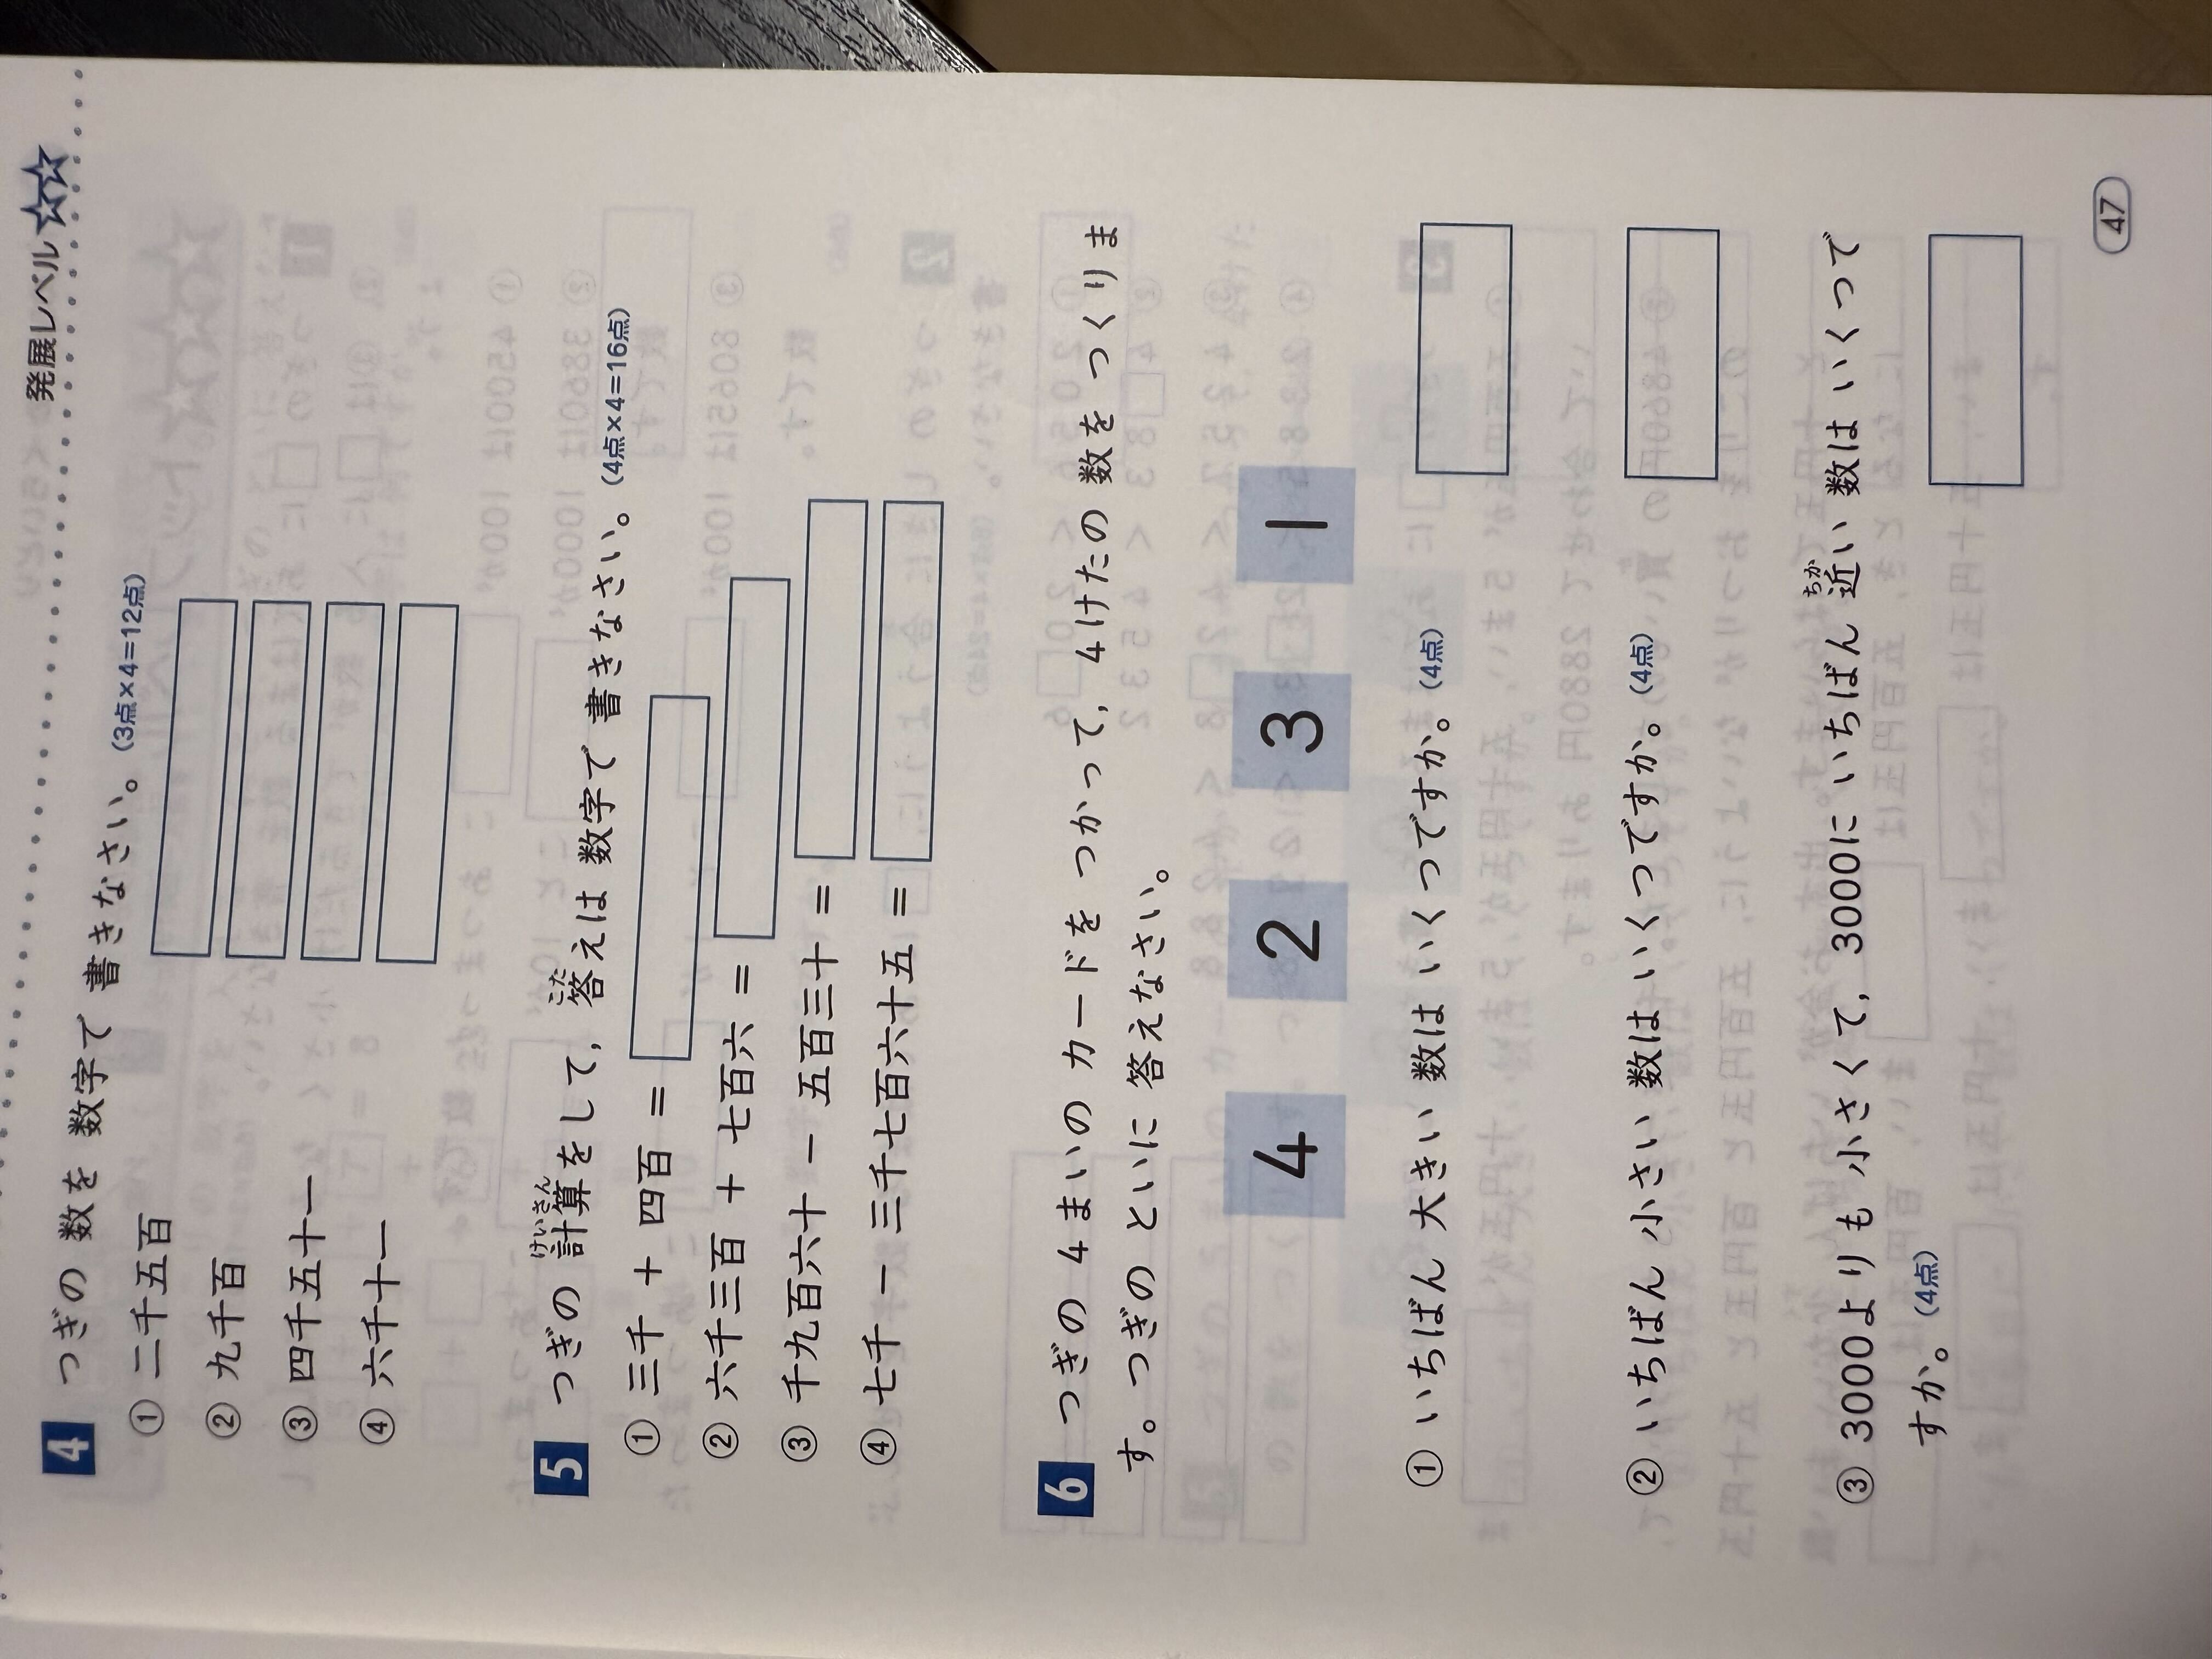 発展レベル
4 つぎの 数を 数字で 書きなさい。(3点×4=12点)
① 二千五百
② 九千百
③ 四千五十一
④ 六千十一
5 つぎの 計算をして, 答えは 数字で 書きなさい。(4点×4=16点)
けいさん
こた
① 三千 + 四百 =
② 六千三百 + 七百六 =
③ 千九百六十 - 五百三十 =
④ 七千 - 三千七百六十五 =
6 つぎの 4まいの カードを つかって, 4けたの 数を つくりま
す。つぎの といに 答えなさい。
4 2 3 1
① いちばん 大きい 数は いくつですか。(4点)
② いちばん 小さい 数は いくつですか。(4点)
ちか
③ 3000よりも 小さくて, 3000に いちばん 近い 数は いくつで
すか。(4点)
47